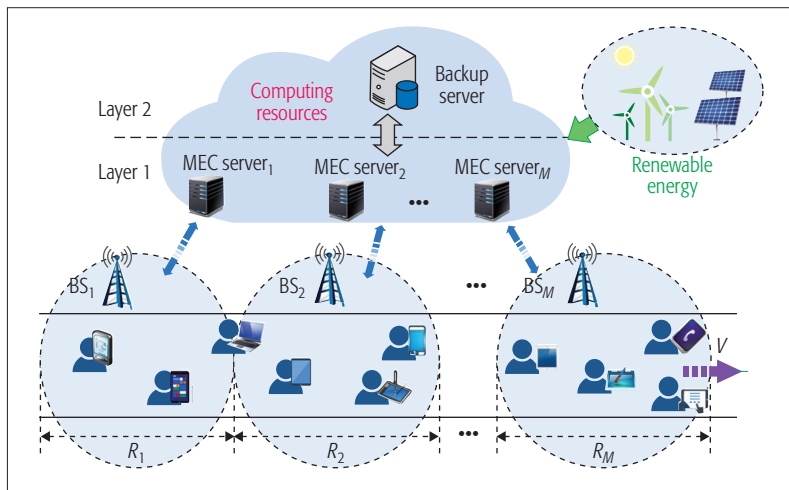 Computing
resources
Backup
server
Layer 2
Layer 1
MEC server1
MEC server2
MEC serverM
...
Renewable
energy
BS1
BS2
...
BSM
V
R1
R2
...
RM